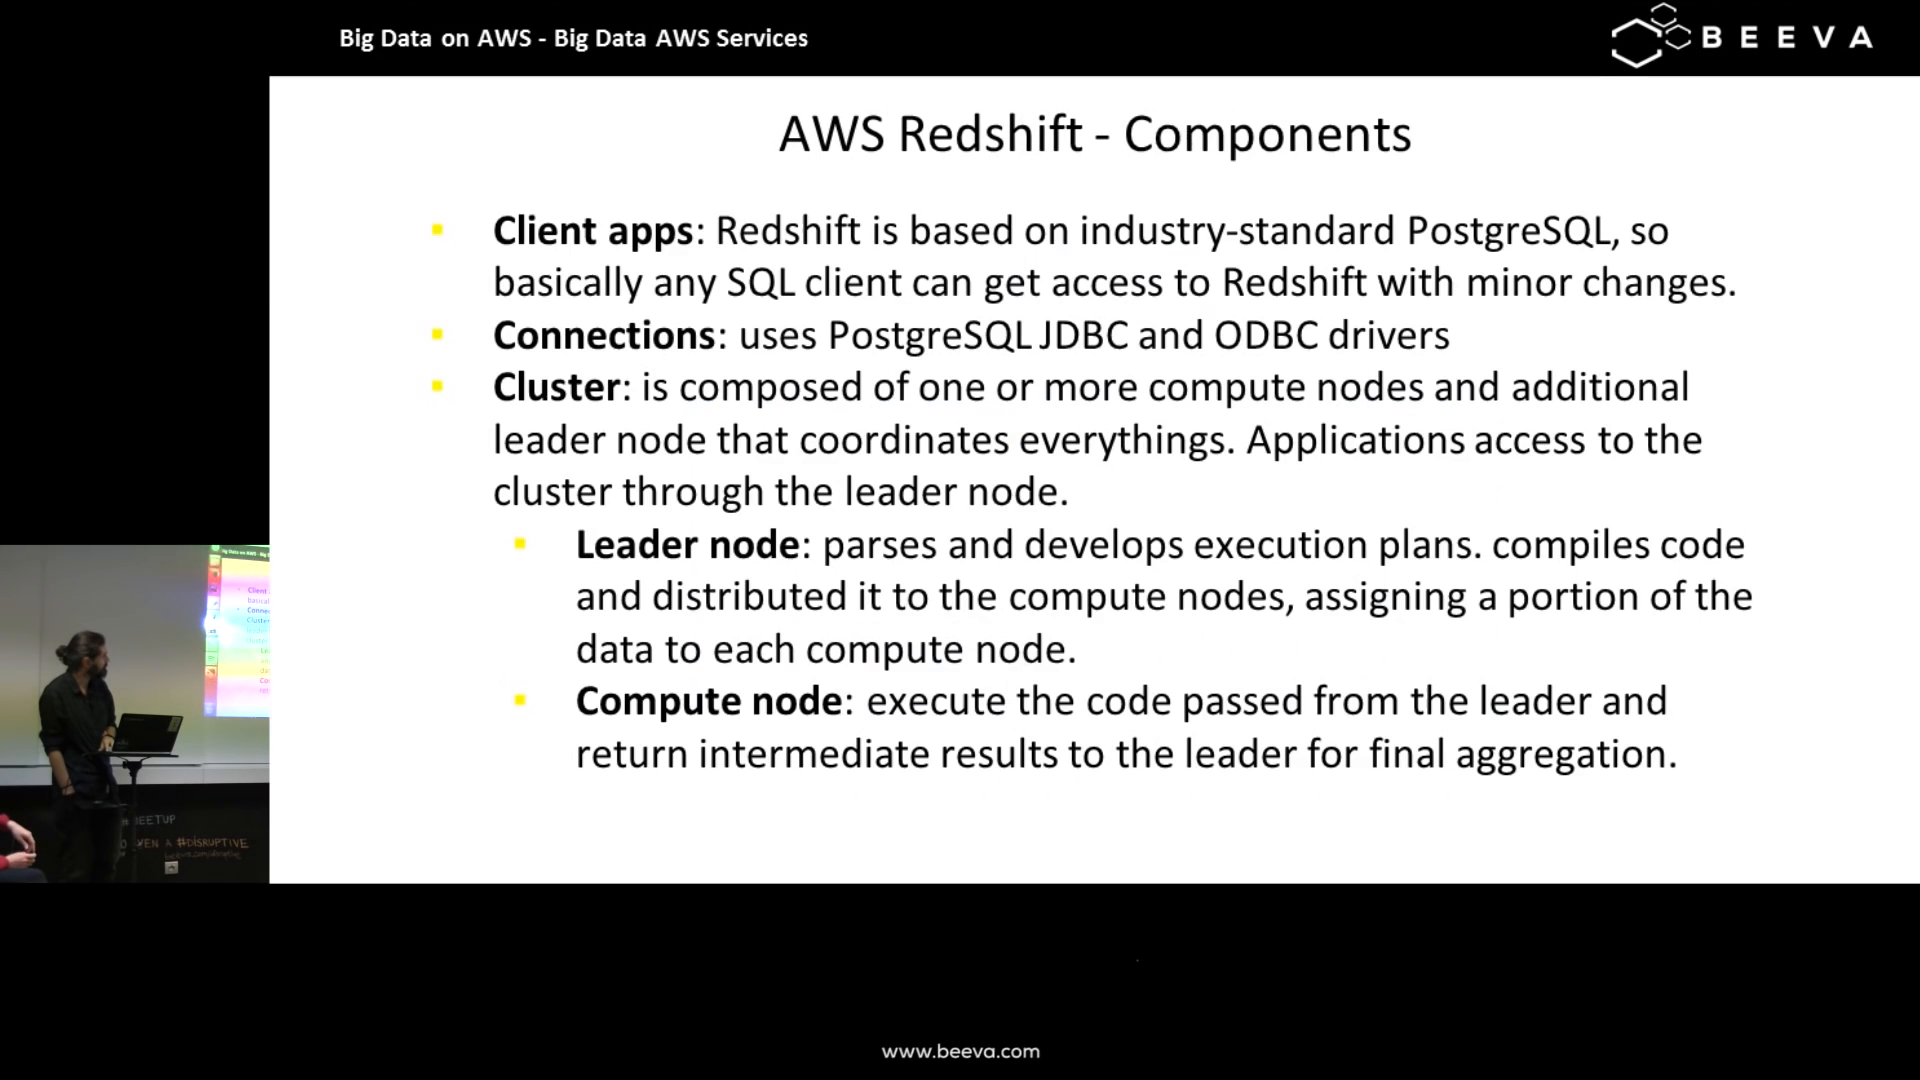 Big Data on AWS - Big Data AWS Services
BEEVA
AWS Redshift - Components
Client apps: Redshift is based on industry-standard PostgreSQL, so
basically any SQL client can get access to Redshift with minor changes.
Connections: uses PostgreSQL JDBC and ODBC drivers
Cluster: is composed of one or more compute nodes and additional
leader node that coordinates everythings. Applications access to the
cluster through the leader node.
Leader node: parses and develops execution plans. compiles code
and distributed it to the compute nodes, assigning a portion of the
data to each compute node.
Compute node: execute the code passed from the leader and
return intermediate results to the leader for final aggregation.
# BEETUP
A #DISRUPTIVE
www.beeva.com